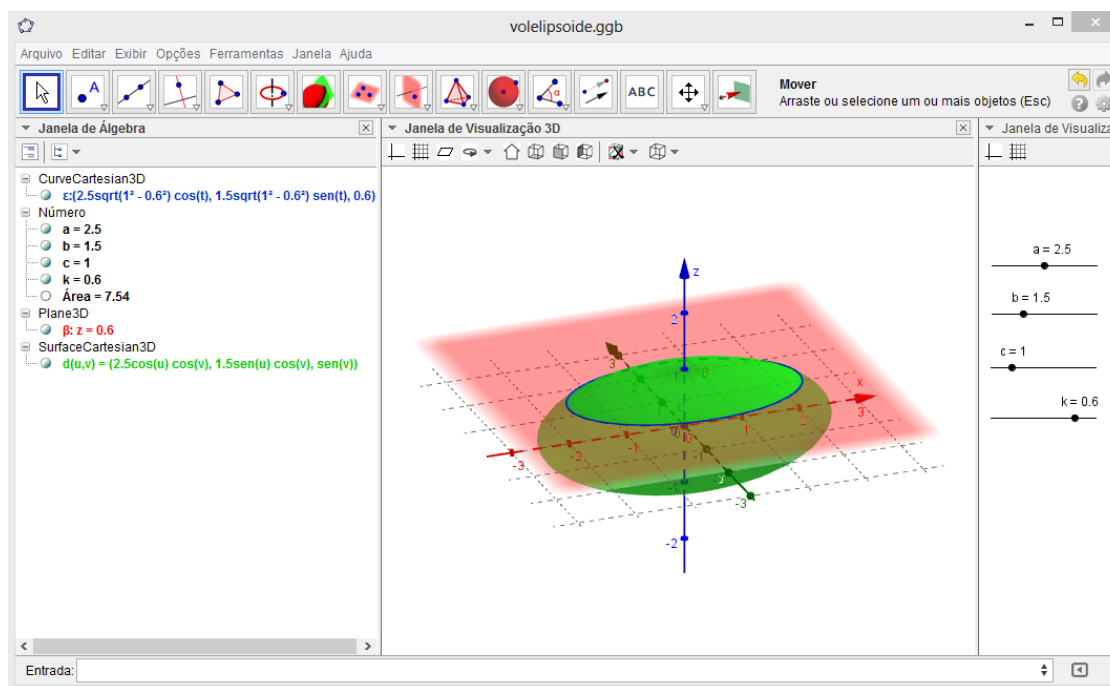 volelipsoide.ggb
Arquivo Editar Exibir Opções Ferramentas Janela Ajuda
A
α
ABC
Mover
Arraste ou selecione um ou mais objetos (Esc)
Janela de Álgebra
Janela de Visualização 3D
Janela de Visualiza
CurveCartesian3D
ε:(2.5sqrt(1² - 0.6²) cos(t), 1.5sqrt(1² - 0.6²) sen(t), 0.6)
Número
a = 2.5
b = 1.5
c = 1
k = 0.6
Área = 7.54
Plane3D
β: z = 0.6
SurfaceCartesian3D
d(u,v) = (2.5cos(u) cos(v), 1.5sen(u) cos(v), sen(v))
z
2
3
x
3
2
1
0
-1
-2
-3
-1
-3
-2
a = 2.5
b = 1.5
c = 1
k = 0.6
Entrada: